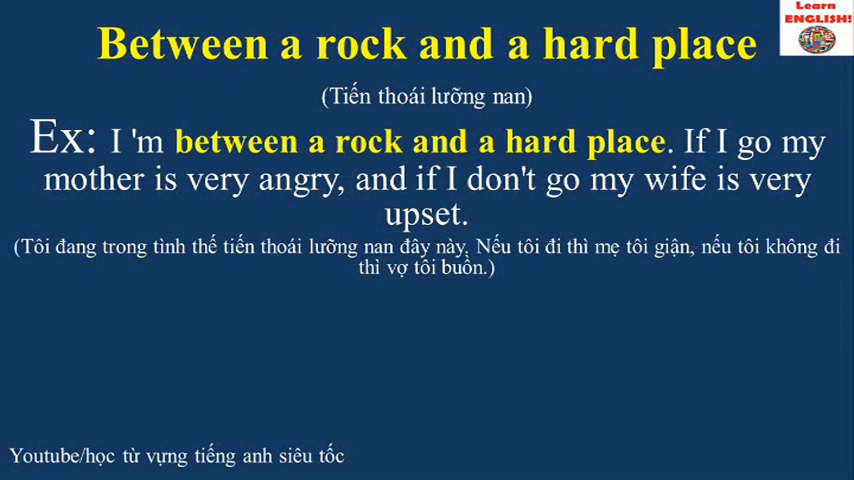 Learn
ENGLISH!
Between a rock and a hard place
(Tiến thoái lưỡng nan)
Ex: I 'm between a rock and a hard place. If I go my
mother is very angry, and if I don't go my wife is very
upset.
(Tôi đang trong tình thế tiến thoái lưỡng nan đây này. Nếu tôi đi thì mẹ tôi giận, nếu tôi không đi
thì vợ tôi buồn.)
Youtube/học từ vựng tiếng anh siêu tốc